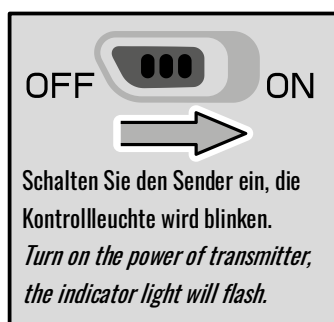 OFF ON
Schalten Sie den Sender ein, die
Kontrollleuchte wird blinken.
Turn on the power of transmitter,
the indicator light will flash.